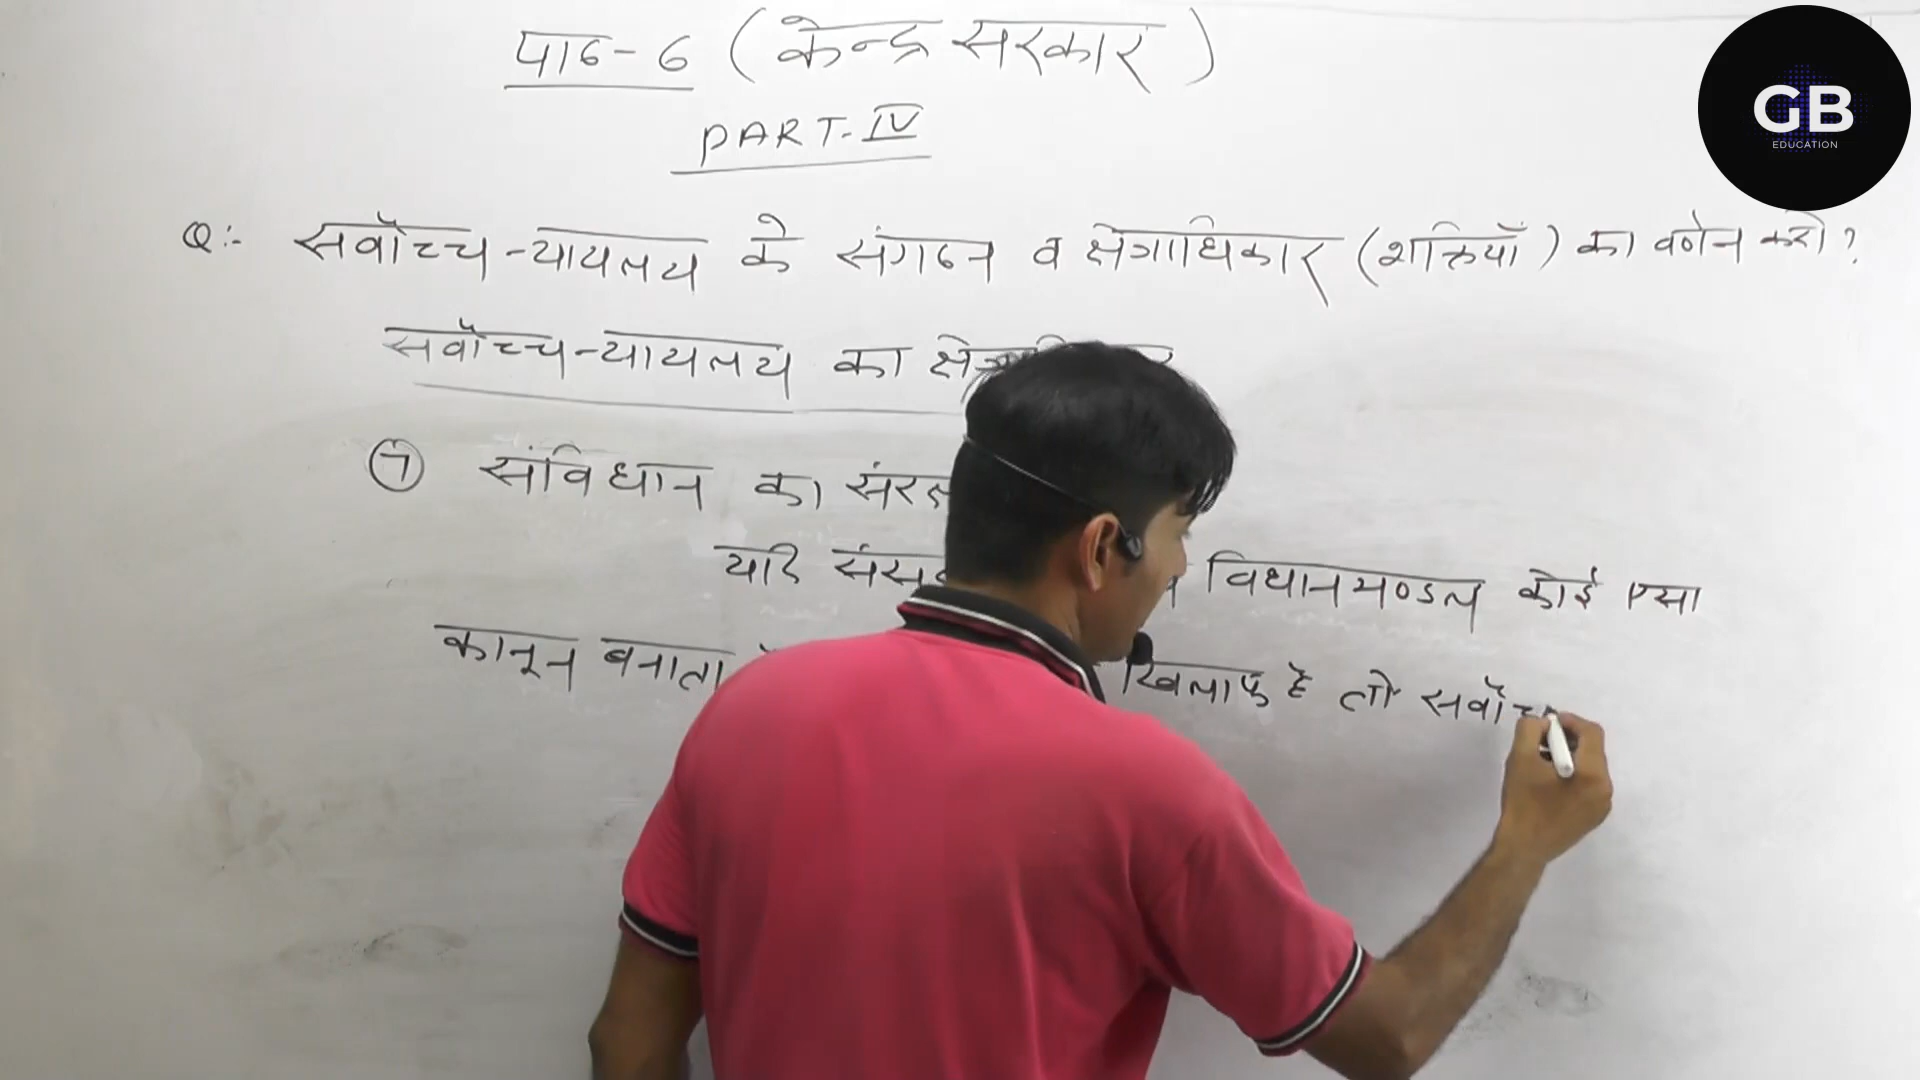 पाठ-6 (केन्द्र सरकार)
PART-IV
GB
EDUCATION
Q:- सर्वोच्च न्यायलय के संगठन व क्षेत्राधिकार (शक्तियाँ) का वर्णन करो?
सर्वोच्च न्यायलय का
7 संविधान का
यदि विधानमण्डल कोई एसा
कानून बनाता खिलाफ है तो